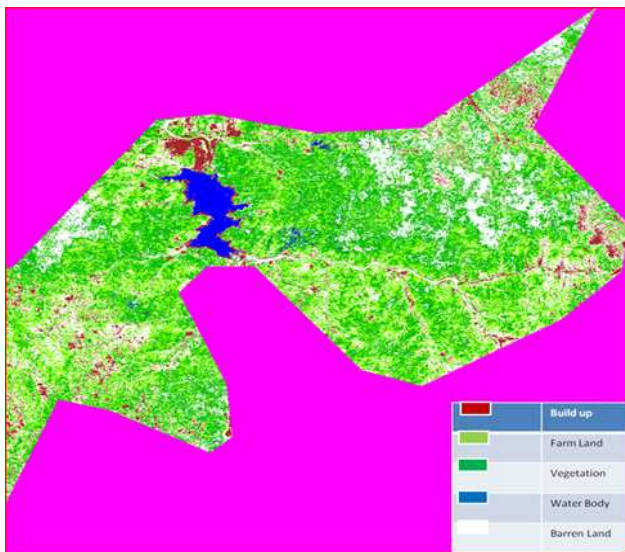 Build up
Farm Land
Vegetation
Water Body
Barren Land